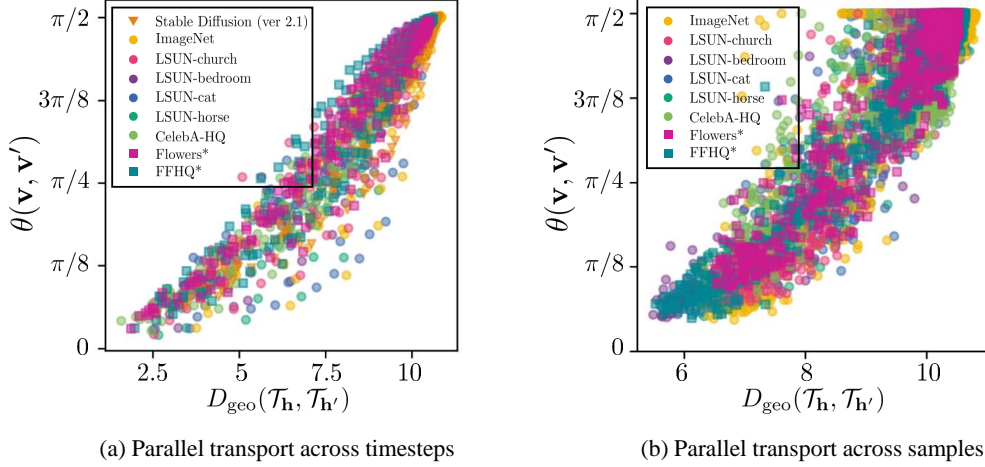 π/2
3π/8
π/4
π/8
0
θ(v, v′)
Stable Diffusion (ver 2.1)
ImageNet
LSUN-church
LSUN-bedroom
LSUN-cat
LSUN-horse
CelebA-HQ
Flowers*
FFHQ*
2.5 5 7.5 10
D_geo(𝒯_h, 𝒯_h′)
(a) Parallel transport across timesteps
π/2
3π/8
π/4
π/8
0
θ(v, v′)
ImageNet
LSUN-church
LSUN-bedroom
LSUN-cat
LSUN-horse
CelebA-HQ
Flowers*
FFHQ*
6 8 10
D_geo(𝒯_h, 𝒯_h′)
(b) Parallel transport across samples